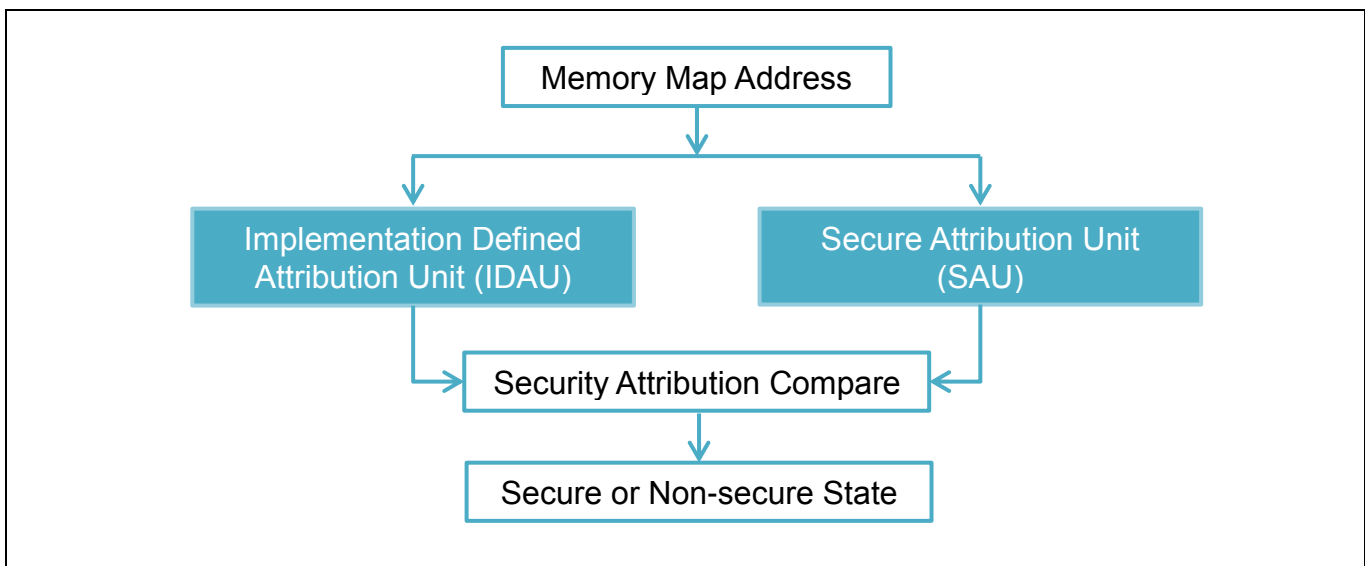 Memory Map Address
Implementation Defined
Attribution Unit (IDAU)
Secure Attribution Unit
(SAU)
Security Attribution Compare
Secure or Non-secure State